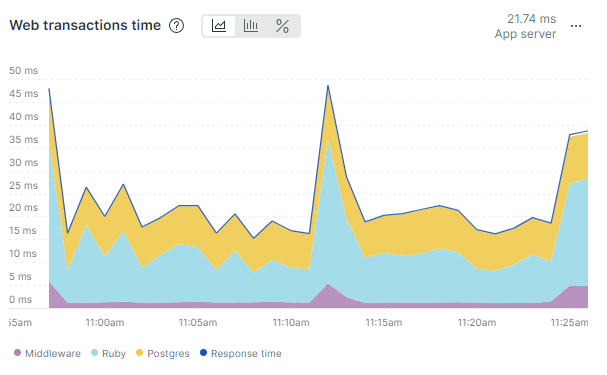 Web transactions time ?
%
21.74 ms
App server
50 ms
45 ms
40 ms
35 ms
30 ms
25 ms
20 ms
15 ms
10 ms
5 ms
0 ms
:55am 11:00am 11:05am 11:10am 11:15am 11:20am 11:25am
Middleware Ruby Postgres Response time